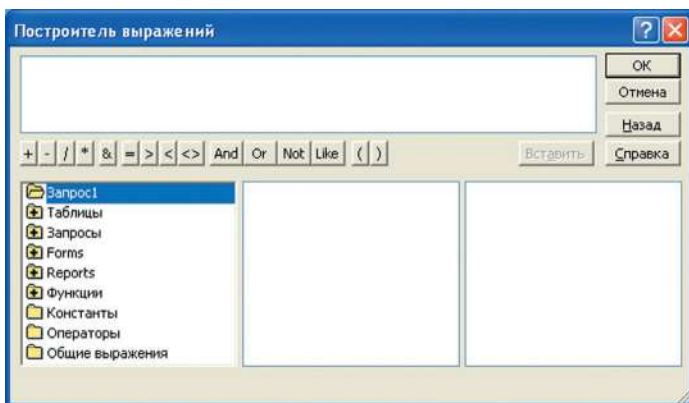 Построитель выражений
OK
Отмена
Назад
+ - / * & = > < <> And Or Not Like ( ) Вставить Справка
Запрос1
Таблицы
Запросы
Forms
Reports
Функции
Константы
Операторы
Общие выражения